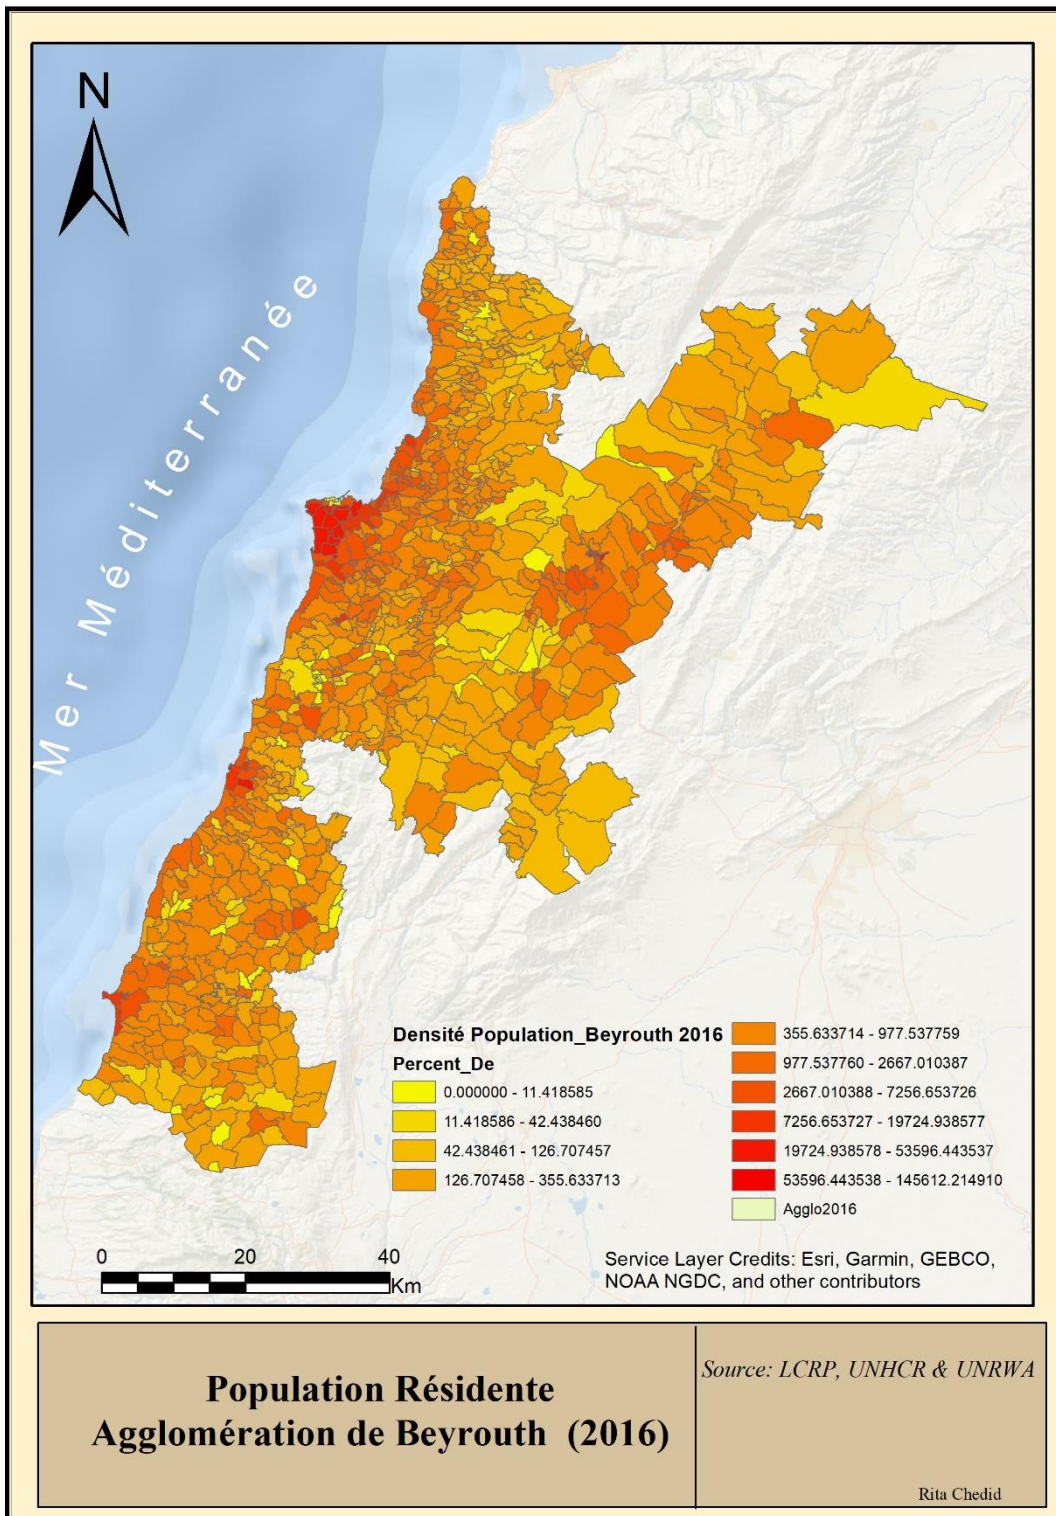 N
Mer Méditerranée
Densité Population_Beyrouth 2016
Percent_De
0.000000 - 11.418585
11.418586 - 42.438460
42.438461 - 126.707457
126.707458 - 355.633713
355.633714 - 977.537759
977.537760 - 2667.010387
2667.010388 - 7256.653726
7256.653727 - 19724.938577
19724.938578 - 53596.443537
53596.443538 - 145612.214910
Agglo2016
0 20 40
Km
Service Layer Credits: Esri, Garmin, GEBCO,
NOAA NGDC, and other contributors
Population Résidente
Agglomération de Beyrouth (2016)
Source: LCRP, UNHCR & UNRWA
Rita Chedid